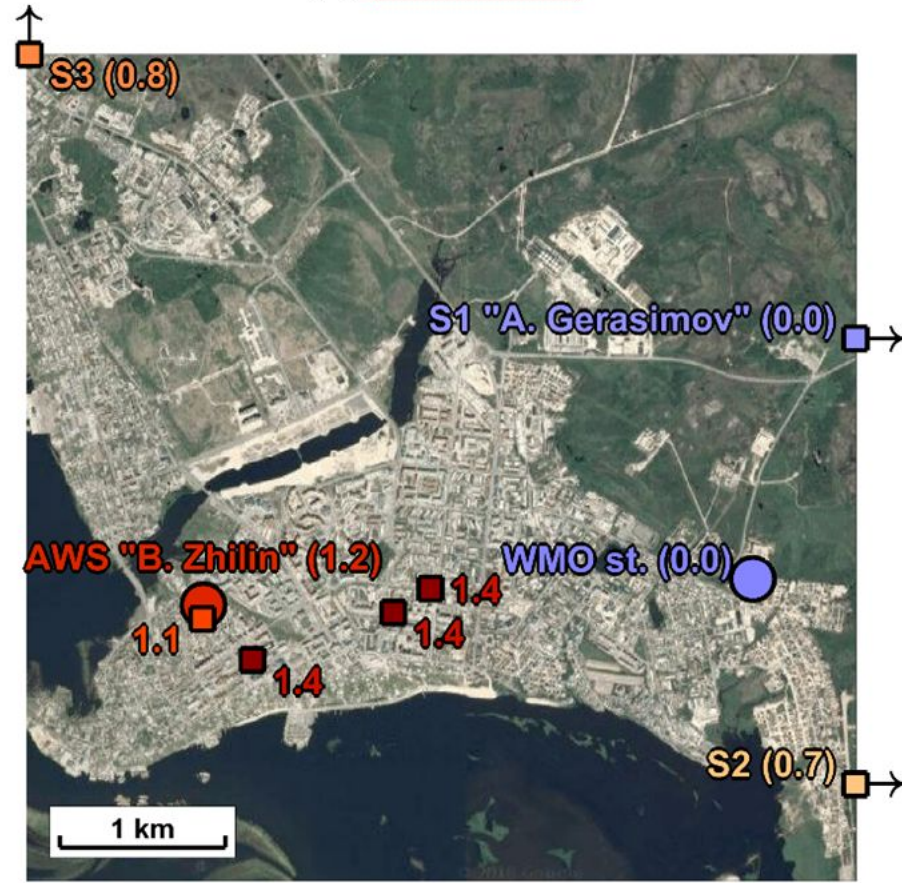 S3 (0.8)
S1 "A. Gerasimov" (0.0)
AWS "B. Zhilin" (1.2)
WMO st. (0.0)
1.4
1.1
1.4
1.4
S2 (0.7)
1 km